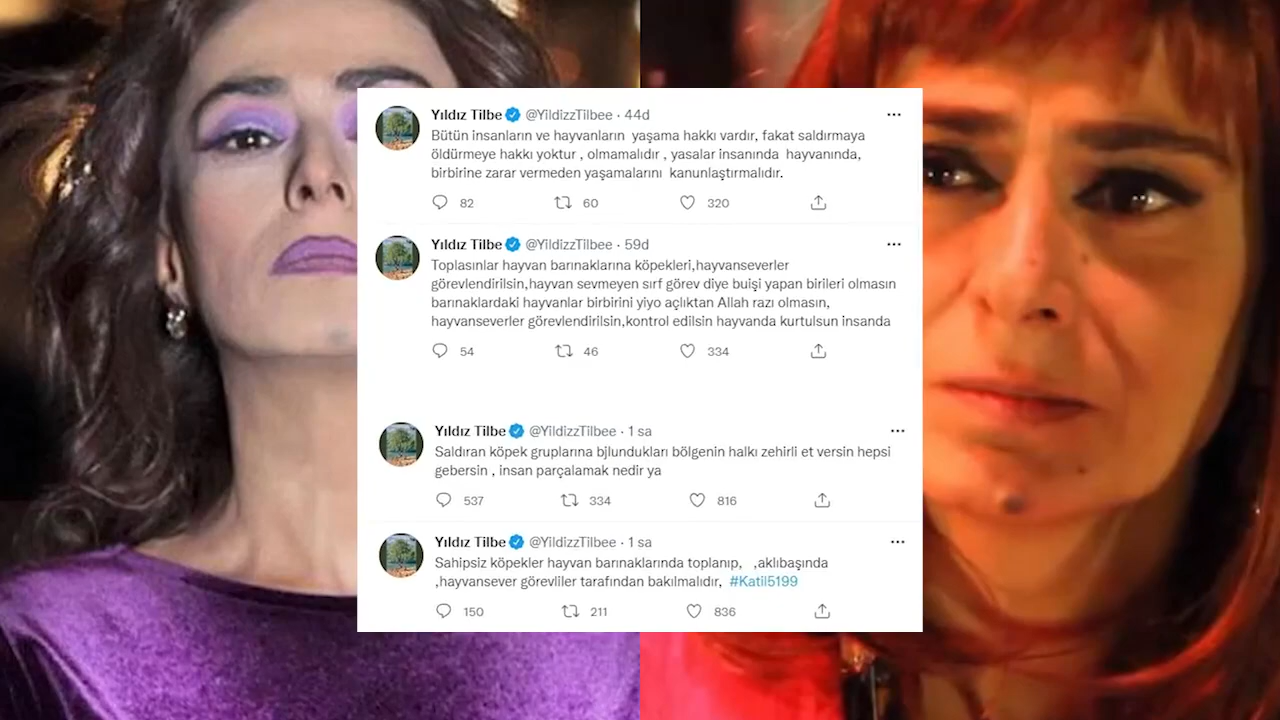 Yıldız Tilbe @YildizzTilbee · 44d
Bütün insanların ve hayvanların yaşama hakkı vardır, fakat saldırmaya
öldürmeye hakkı yoktur , olmamalıdır , yasalar insanında hayvanında,
birbirine zarar vermeden yaşamalarını kanunlaştırmalıdır.
82 60 320
Yıldız Tilbe @YildizzTilbee · 59d
Toplasınlar hayvan barınaklarına köpekleri,hayvanseverler
görevlendirilsin,hayvan sevmeyen sırf görev diye buişi yapan birileri olmasın
barınaklardaki hayvanlar birbirini yiyo açlıktan Allah razı olmasın,
hayvanseverler görevlendirilsin,kontrol edilsin hayvanda kurtulsun insanda
54 46 334
Yıldız Tilbe @YildizzTilbee · 1 sa
Saldıran köpek gruplarına bjlundukları bölgenin halkı zehirli et versin hepsi
gebersin , insan parçalamak nedir ya
537 334 816
Yıldız Tilbe @YildizzTilbee · 1 sa
Sahipsiz köpekler hayvan barınaklarında toplanıp, ,aklıbaşında
,hayvansever görevliler tarafından bakılmalıdır, #Katil5199
150 211 836